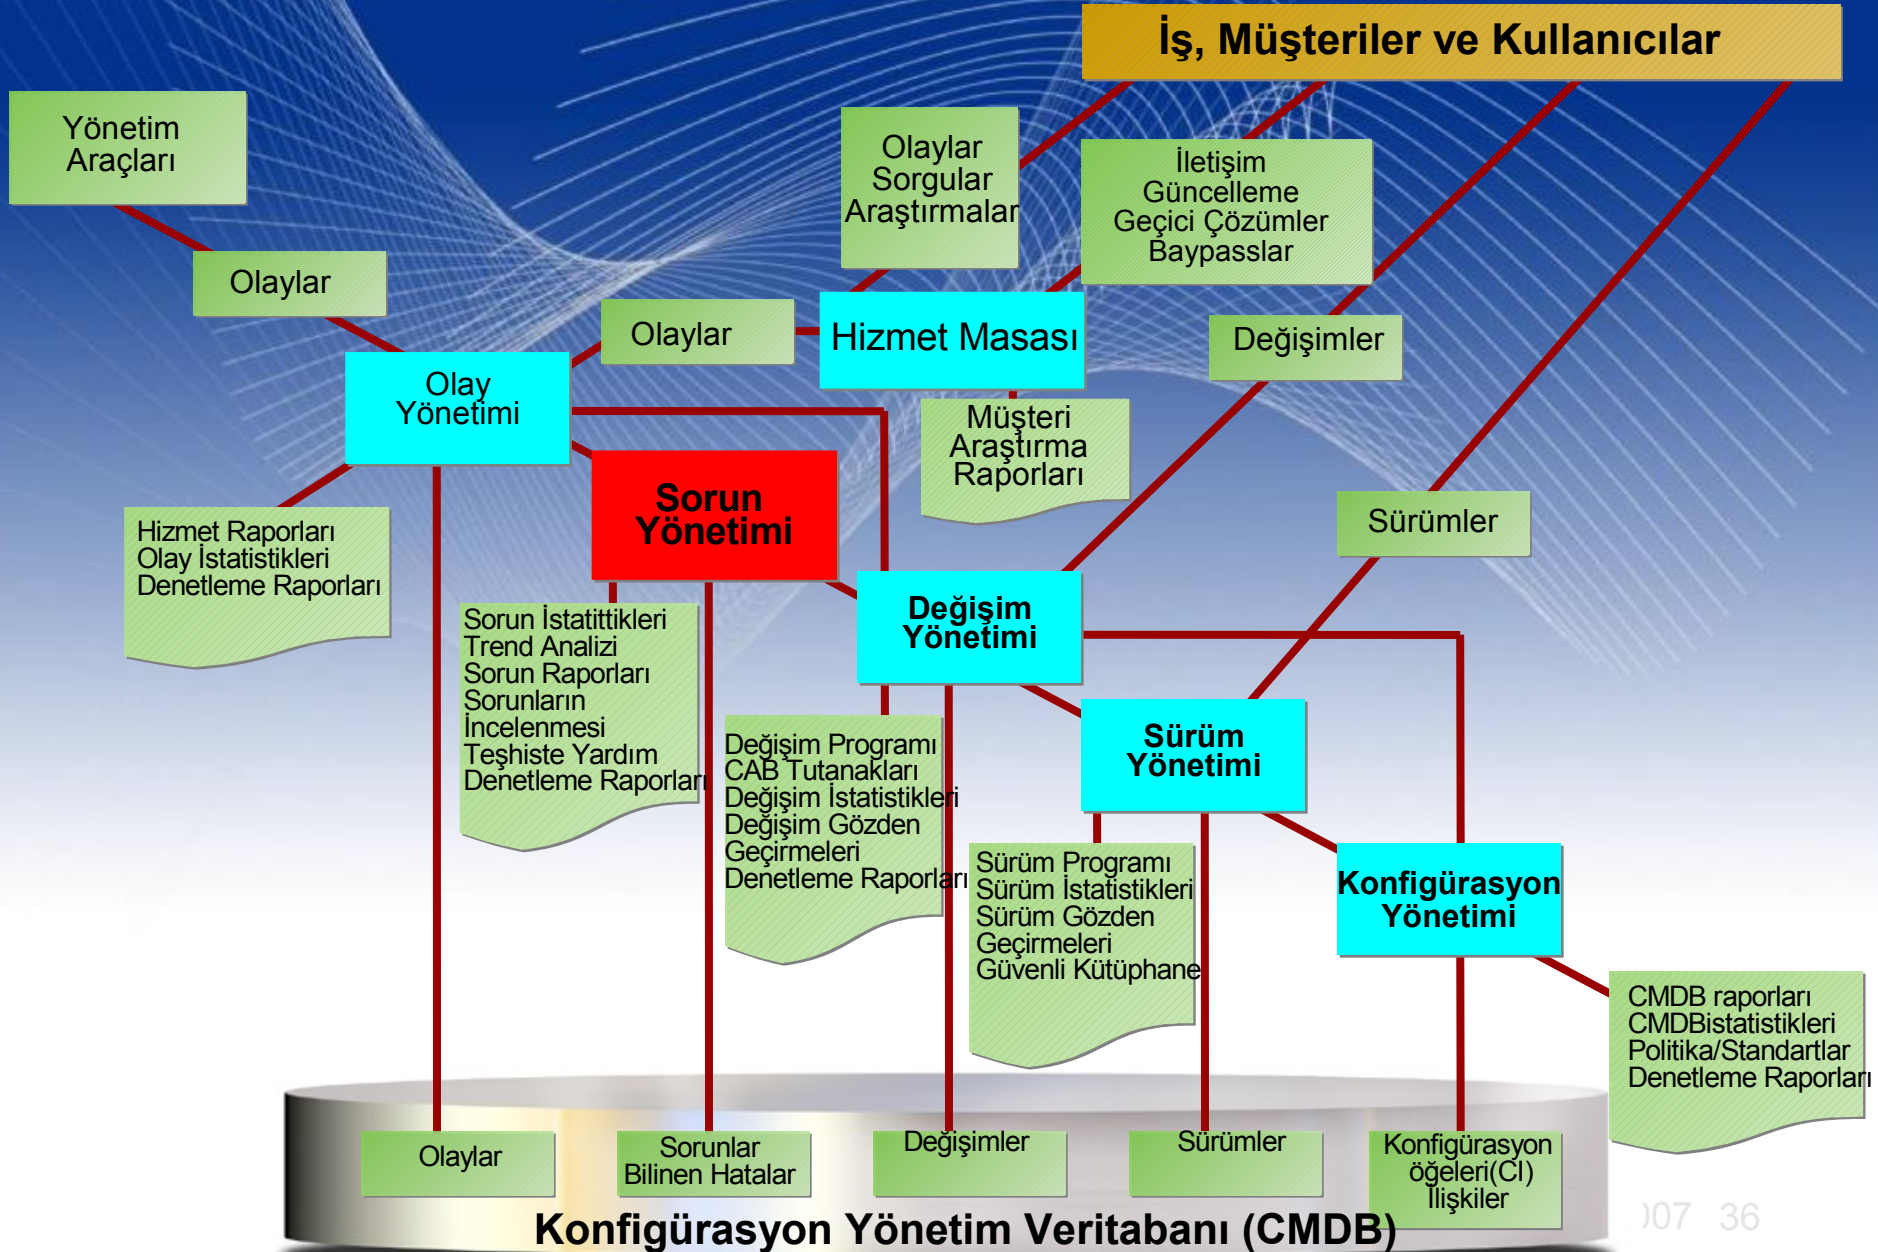 İş, Müşteriler ve Kullanıcılar
Yönetim
Araçları
Olaylar
Sorgular
Araştırmalar
İletişim
Güncelleme
Geçici Çözümler
Baypasslar
Olaylar
Olaylar
Hizmet Masası
Değişimler
Olay
Yönetimi
Müşteri
Araştırma
Raporları
Sorun
Yönetimi
Sürümler
Hizmet Raporları
Olay İstatistikleri
Denetleme Raporları
Sorun İstatittikleri
Trend Analizi
Sorun Raporları
Sorunların
İncelenmesi
Teşhiste Yardım
Denetleme Raporları
Değişim
Yönetimi
Değişim Programı
CAB Tutanakları
Değişim İstatistikleri
Değişim Gözden
Geçirmeleri
Denetleme Raporları
Sürüm
Yönetimi
Sürüm Programı
Sürüm İstatistikleri
Sürüm Gözden
Geçirmeleri
Güvenli Kütüphane
Konfigürasyon
Yönetimi
CMDB raporları
CMDBistatistikleri
Politika/Standartlar
Denetleme Raporları
Olaylar
Sorunlar
Bilinen Hatalar
Değişimler
Sürümler
Konfigürasyon
öğeleri(CI)
İlişkiler
Konfigürasyon Yönetim Veritabanı (CMDB)
36